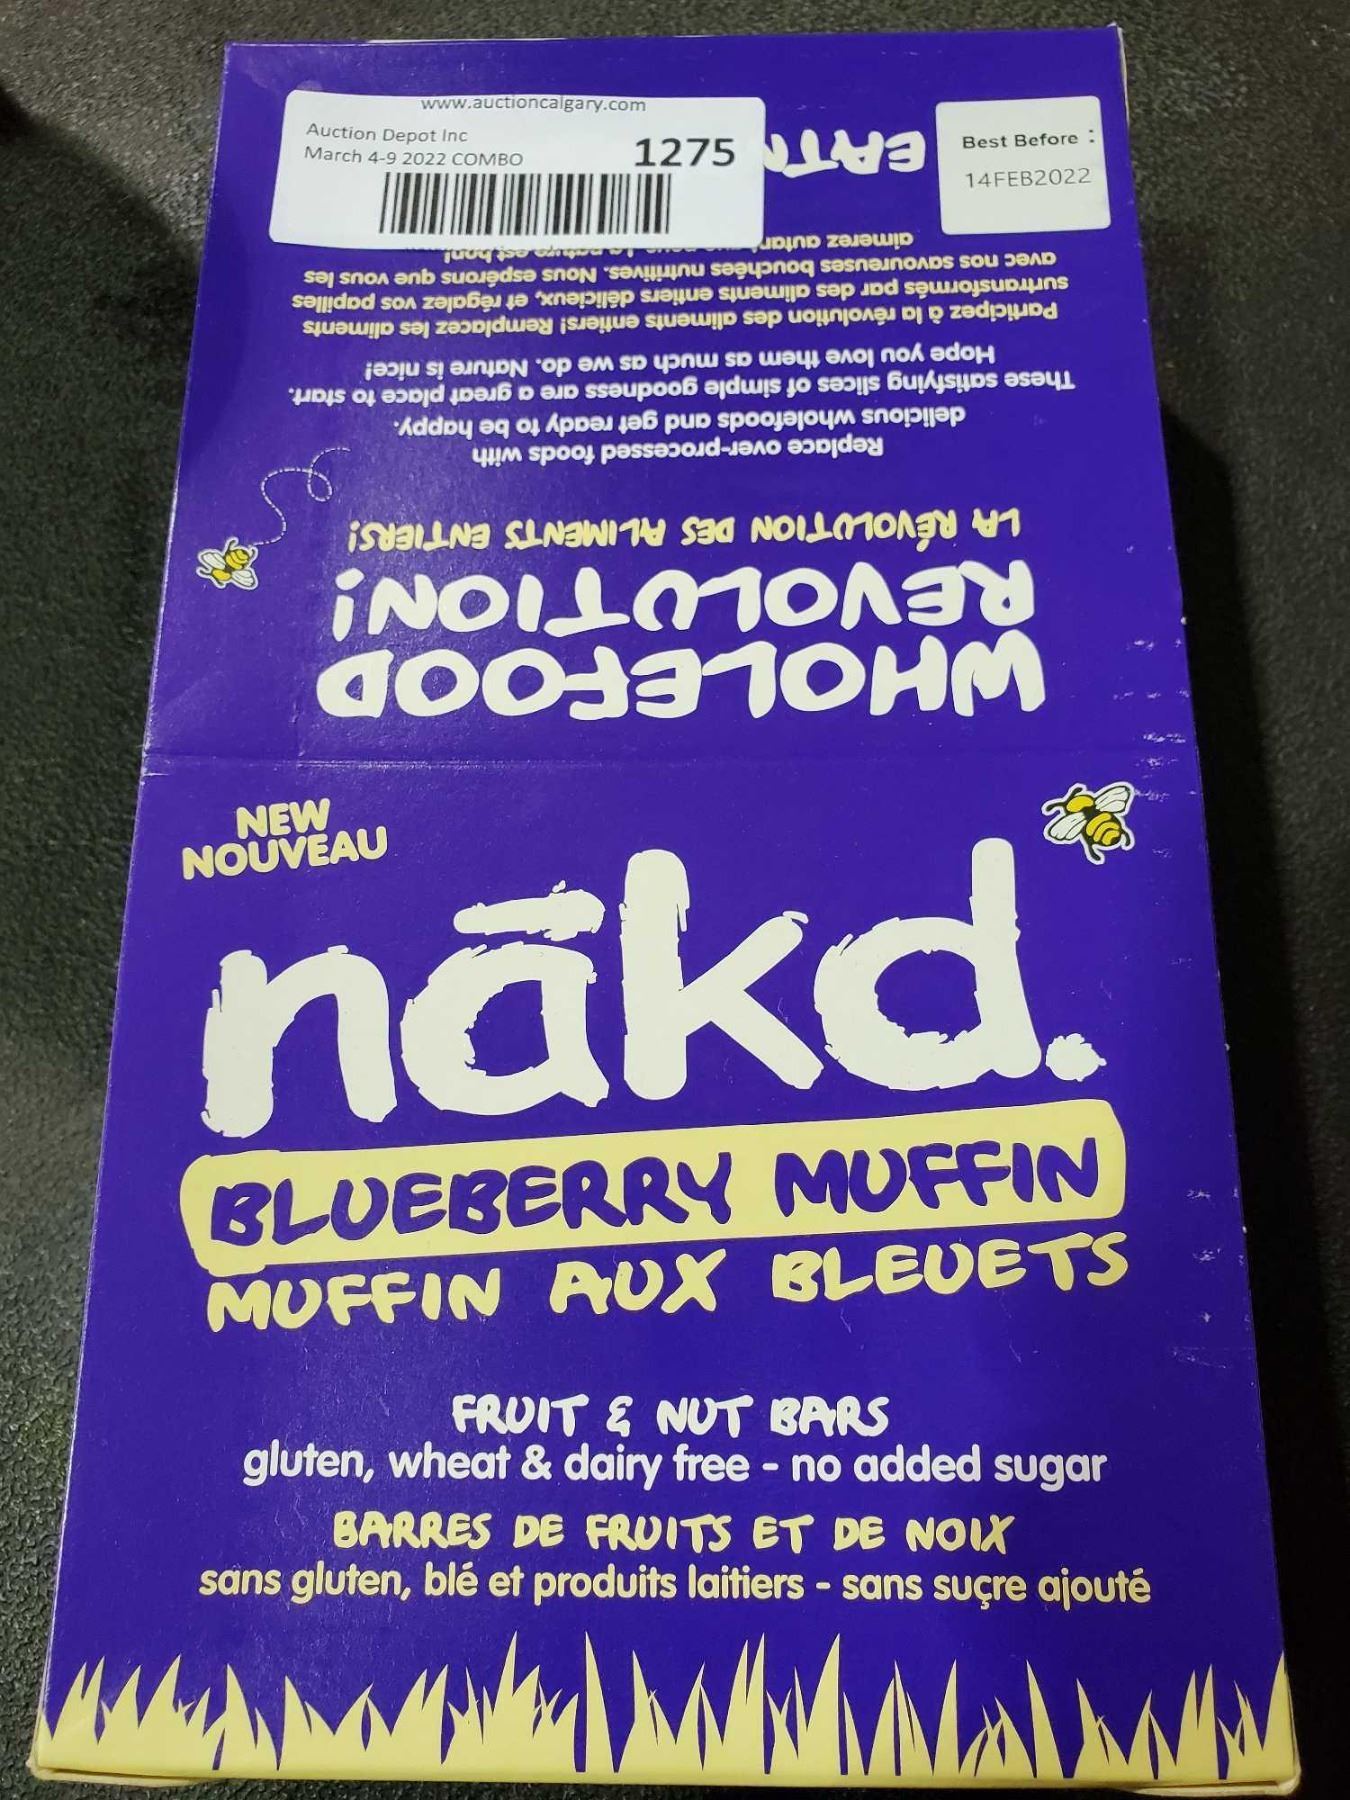 www.auctioncalgary.com
Auction Depot Inc
March 4-9 2022 COMBO
1275
Best Before :
14FEB2022
WHOLEFOOD
REVOLUTION!
LA RÉVOLUTION DES ALIMENTS ENTIERS!
Replace over-processed foods with
delicious wholefoods and get ready to be happy.
These satisfying slices of simple goodness are a great place to start.
Hope you love them as much as we do. Nature is nice!
Participez à la révolution des aliments entiers! Remplacez les aliments
surtransformés par des aliments entiers délicieux, et régalez vos papilles
avec nos savoureuses bouchées nutritives. Nous espérons que vous les
aimerez autant
NEW
NOUVEAU
nākd.
BLUEBERRY MUFFIN
MUFFIN AUX BLEUETS
FRUIT & NUT BARS
gluten, wheat & dairy free - no added sugar
BARRES DE FRUITS ET DE NOIX
sans gluten, blé et produits laitiers - sans suçre ajouté